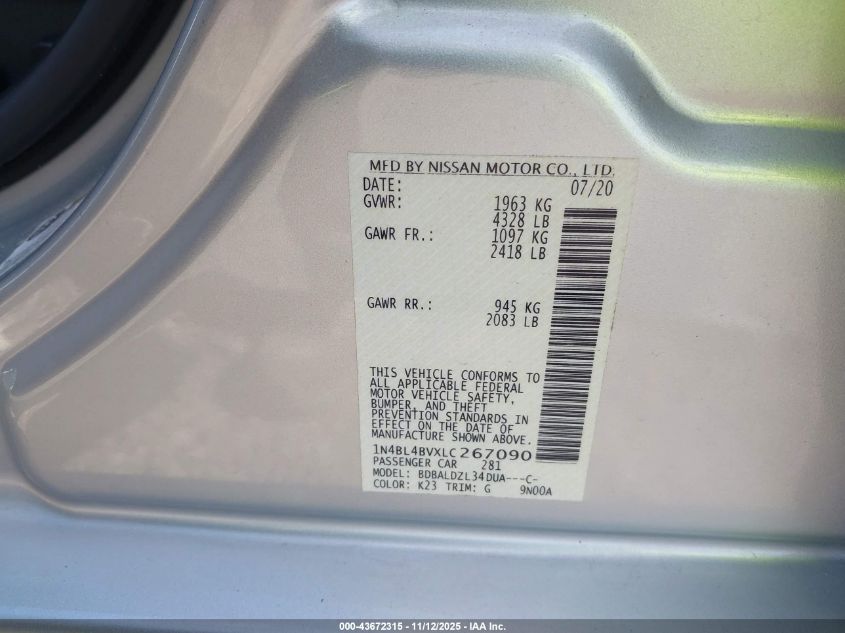 MFD BY NISSAN MOTOR CO., LTD.
DATE: 07/20
GVWR: 1963 KG
4328 LB
GAWR FR.: 1097 KG
2418 LB
GAWR RR.: 945 KG
2083 LB
THIS VEHICLE CONFORMS TO
ALL APPLICABLE FEDERAL
MOTOR VEHICLE SAFETY,
BUMPER, AND THEFT
PREVENTION STANDARDS IN
EFFECT ON THE DATE OF
MANUFACTURE SHOWN ABOVE.
1N4BL4BVXLC267090
PASSENGER CAR 281
MODEL: BDBALDZL34DUA---C-
COLOR: K23 TRIM: G 9N00A
000-43672315 - 11/12/2025 - IAA Inc.